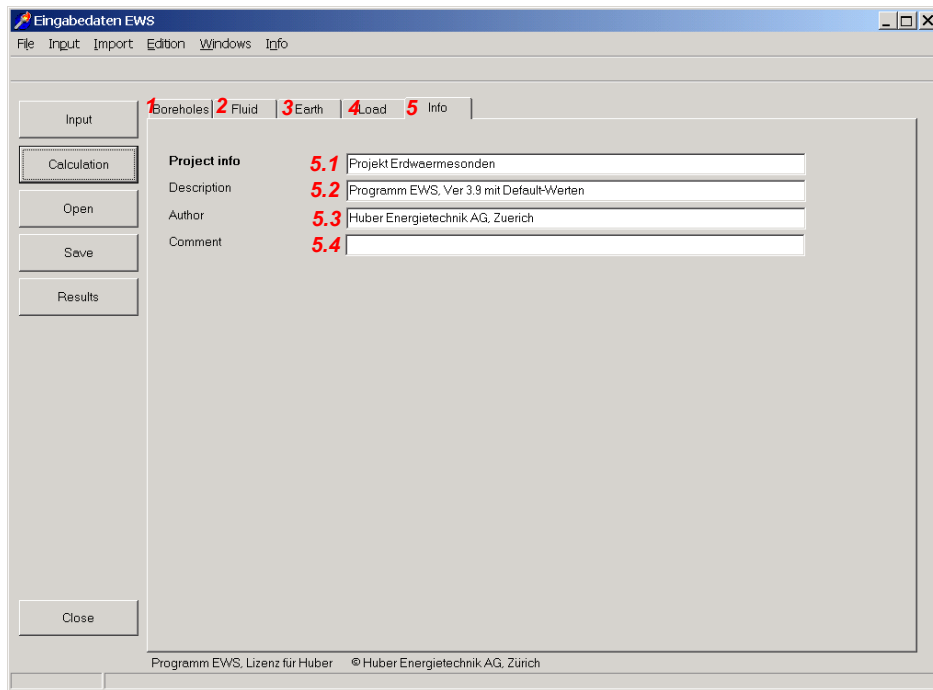 Eingabedaten EWS
File Input Import Edition Windows Info
1 Boreholes 2 Fluid 3 Earth 4 Load 5 Info
Input
Calculation
Open
Save
Results
Close
Project info 5.1 Projekt Erdwaermesonden
Description 5.2 Programm EWS, Ver 3.9 mit Default-Werten
Author 5.3 Huber Energietechnik AG, Zuerich
Comment 5.4
Programm EWS, Lizenz für Huber © Huber Energietechnik AG, Zürich